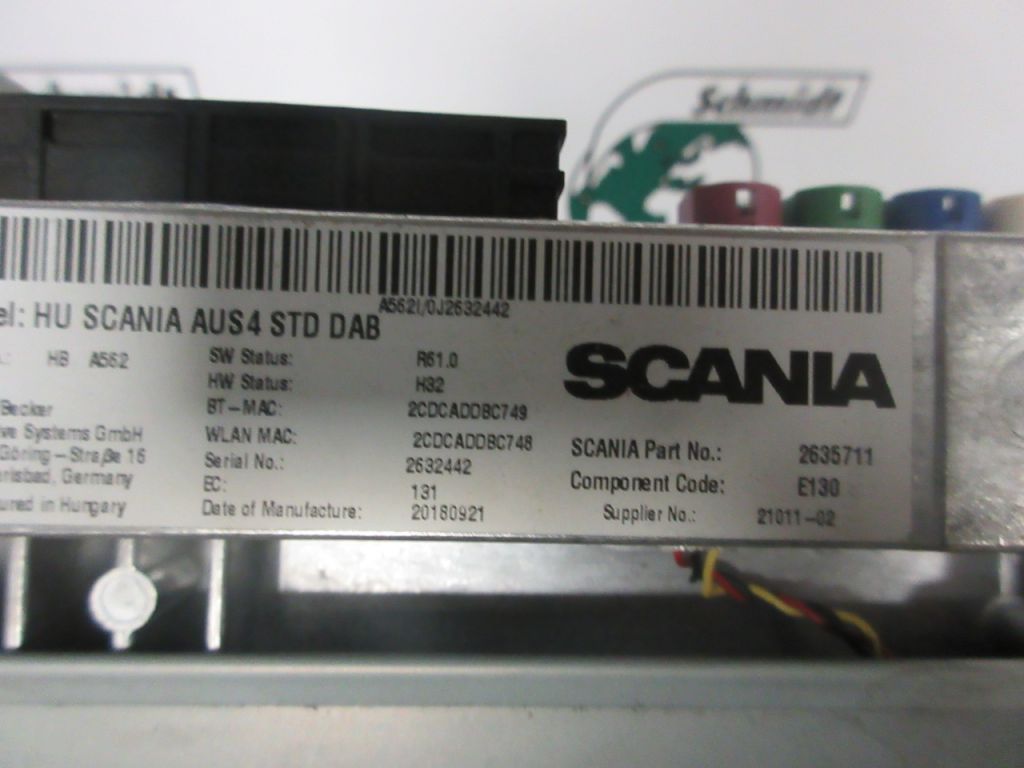 Schmidt
A562I/0J2632442
el: HU SCANIA AUS4 STD DAB
HB A562
SW Status: R61.0
HW Status: H32
BT-MAC: 2CDCADDBC749
WLAN MAC: 2CDCADDBC748
Serial No.: 2632442
EC: 131
Date of Manufacture: 20180921
Becker
ve Systems GmbH
Göring-Straße 16
arlsbad, Germany
ured in Hungary
SCANIA
SCANIA Part No.: 2635711
Component Code: E130
Supplier No.: 21011-02